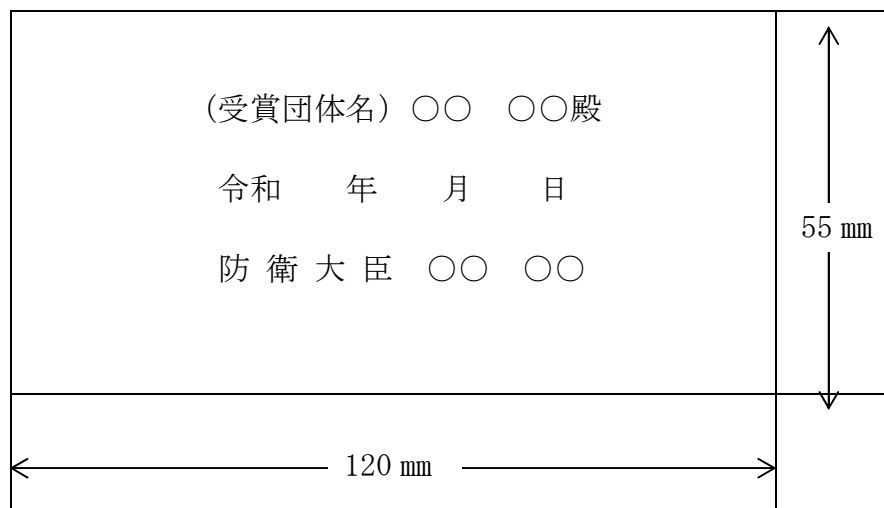 (受賞団体名) ○○　○○殿
令和　　年　　月　　日
55 ㎜
防 衛 大 臣　○○　○○
120 ㎜